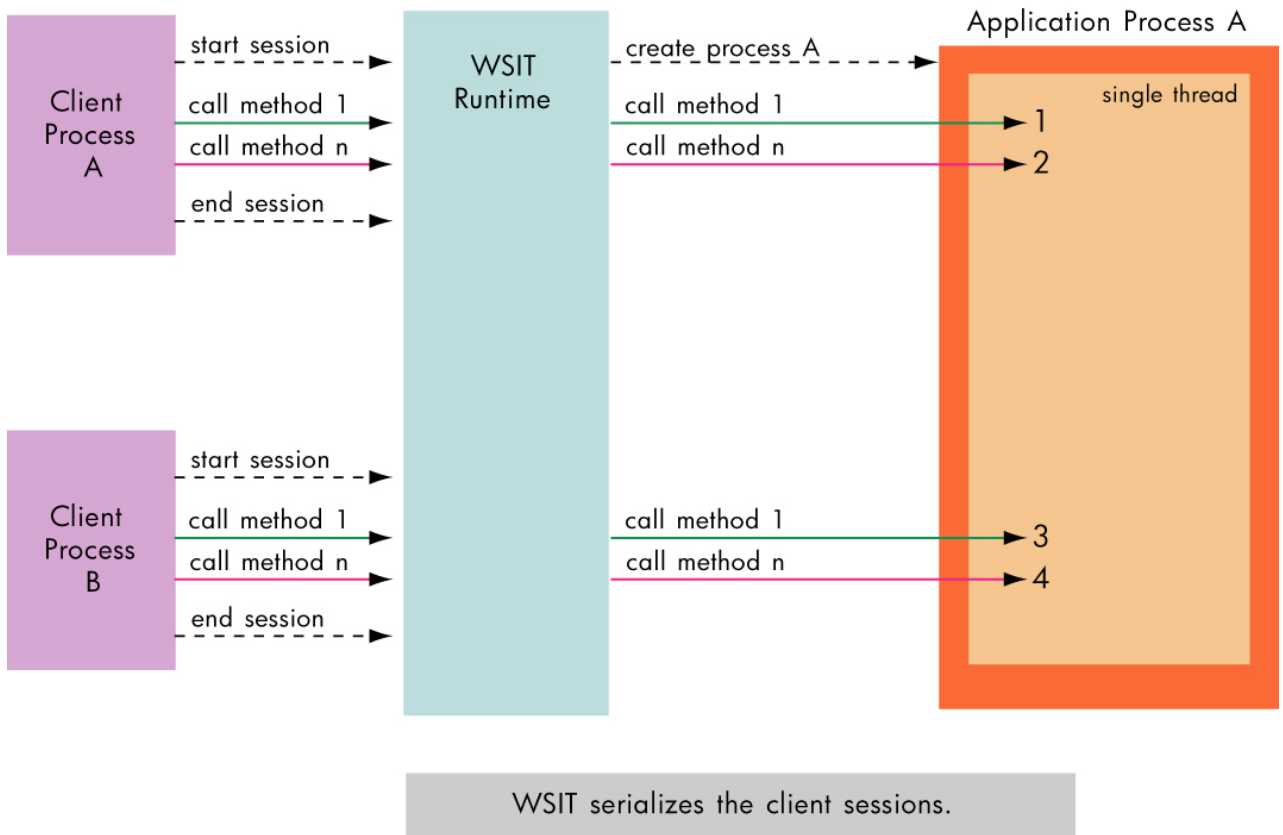 Application Process A
start session
create process A
WSIT
Runtime
single thread
Client
Process
A
call method 1
call method 1
1
call method n
call method n
2
end session
start session
Client
Process
B
call method 1
call method 1
3
call method n
call method n
4
end session
WSIT serializes the client sessions.